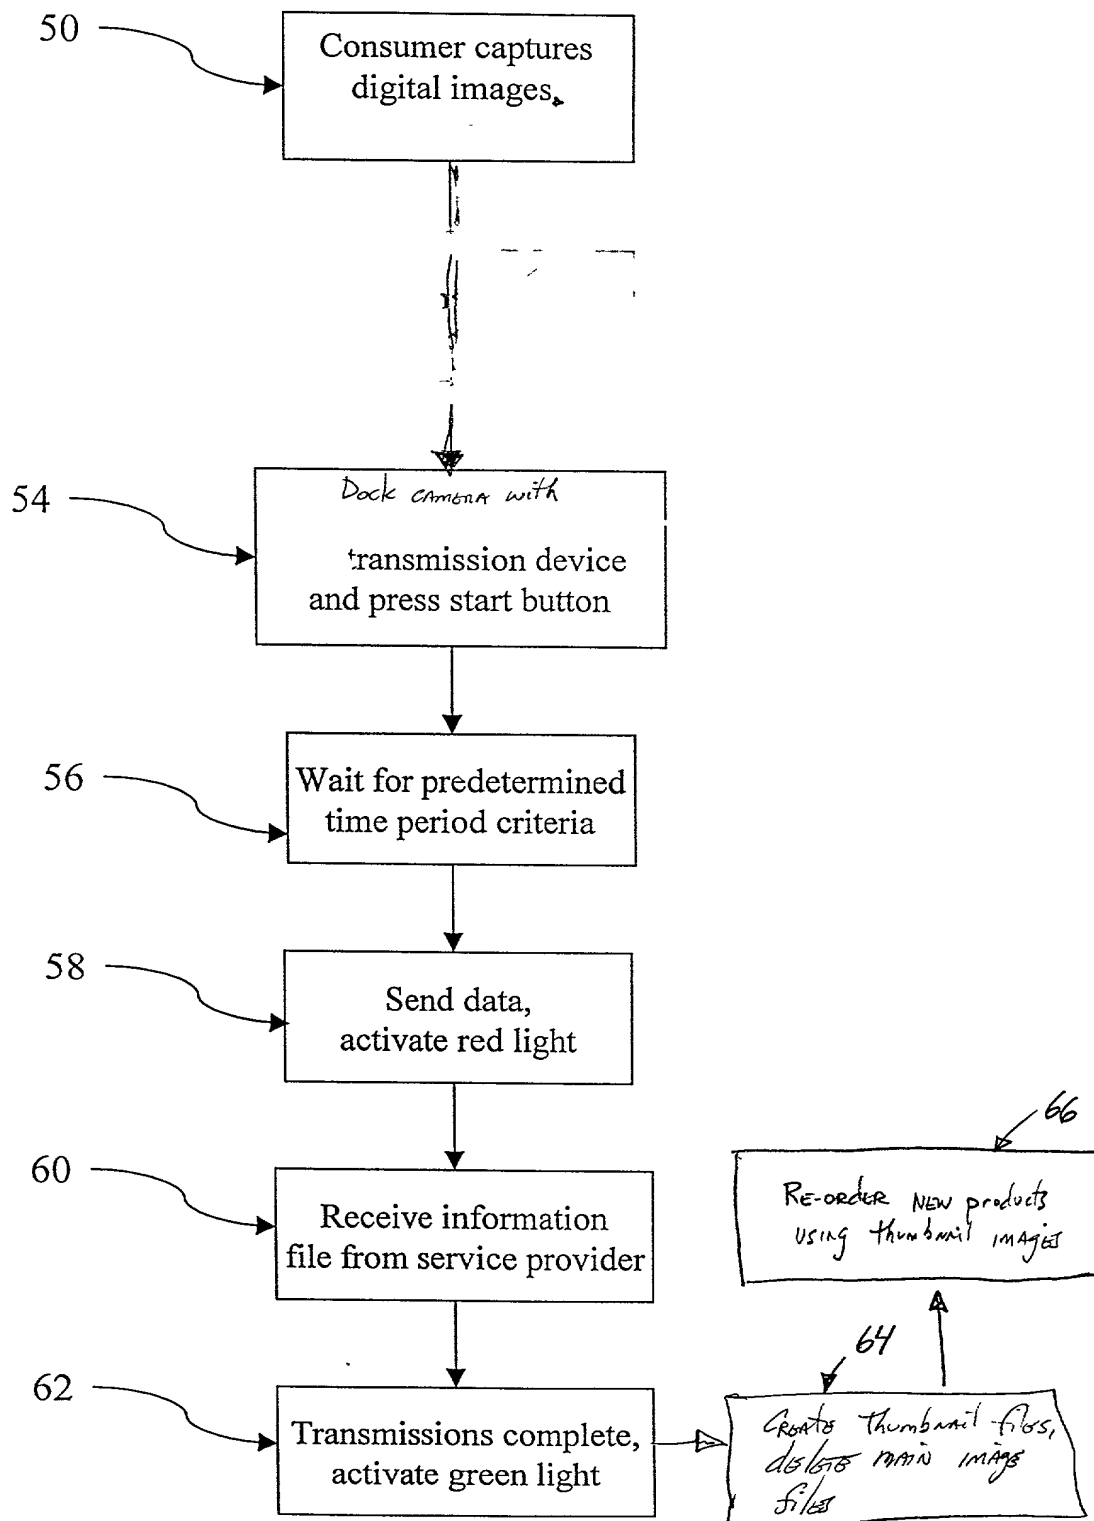 50
Consumer captures
digital images.
54
Dock camera with
transmission device
and press start button
56
Wait for predetermined
time period criteria
58
Send data,
activate red light
60
Receive information
file from service provider
62
Transmissions complete,
activate green light
64
Create thumbnail files,
delete main image
files
66
Re-order new products
using thumbnail images